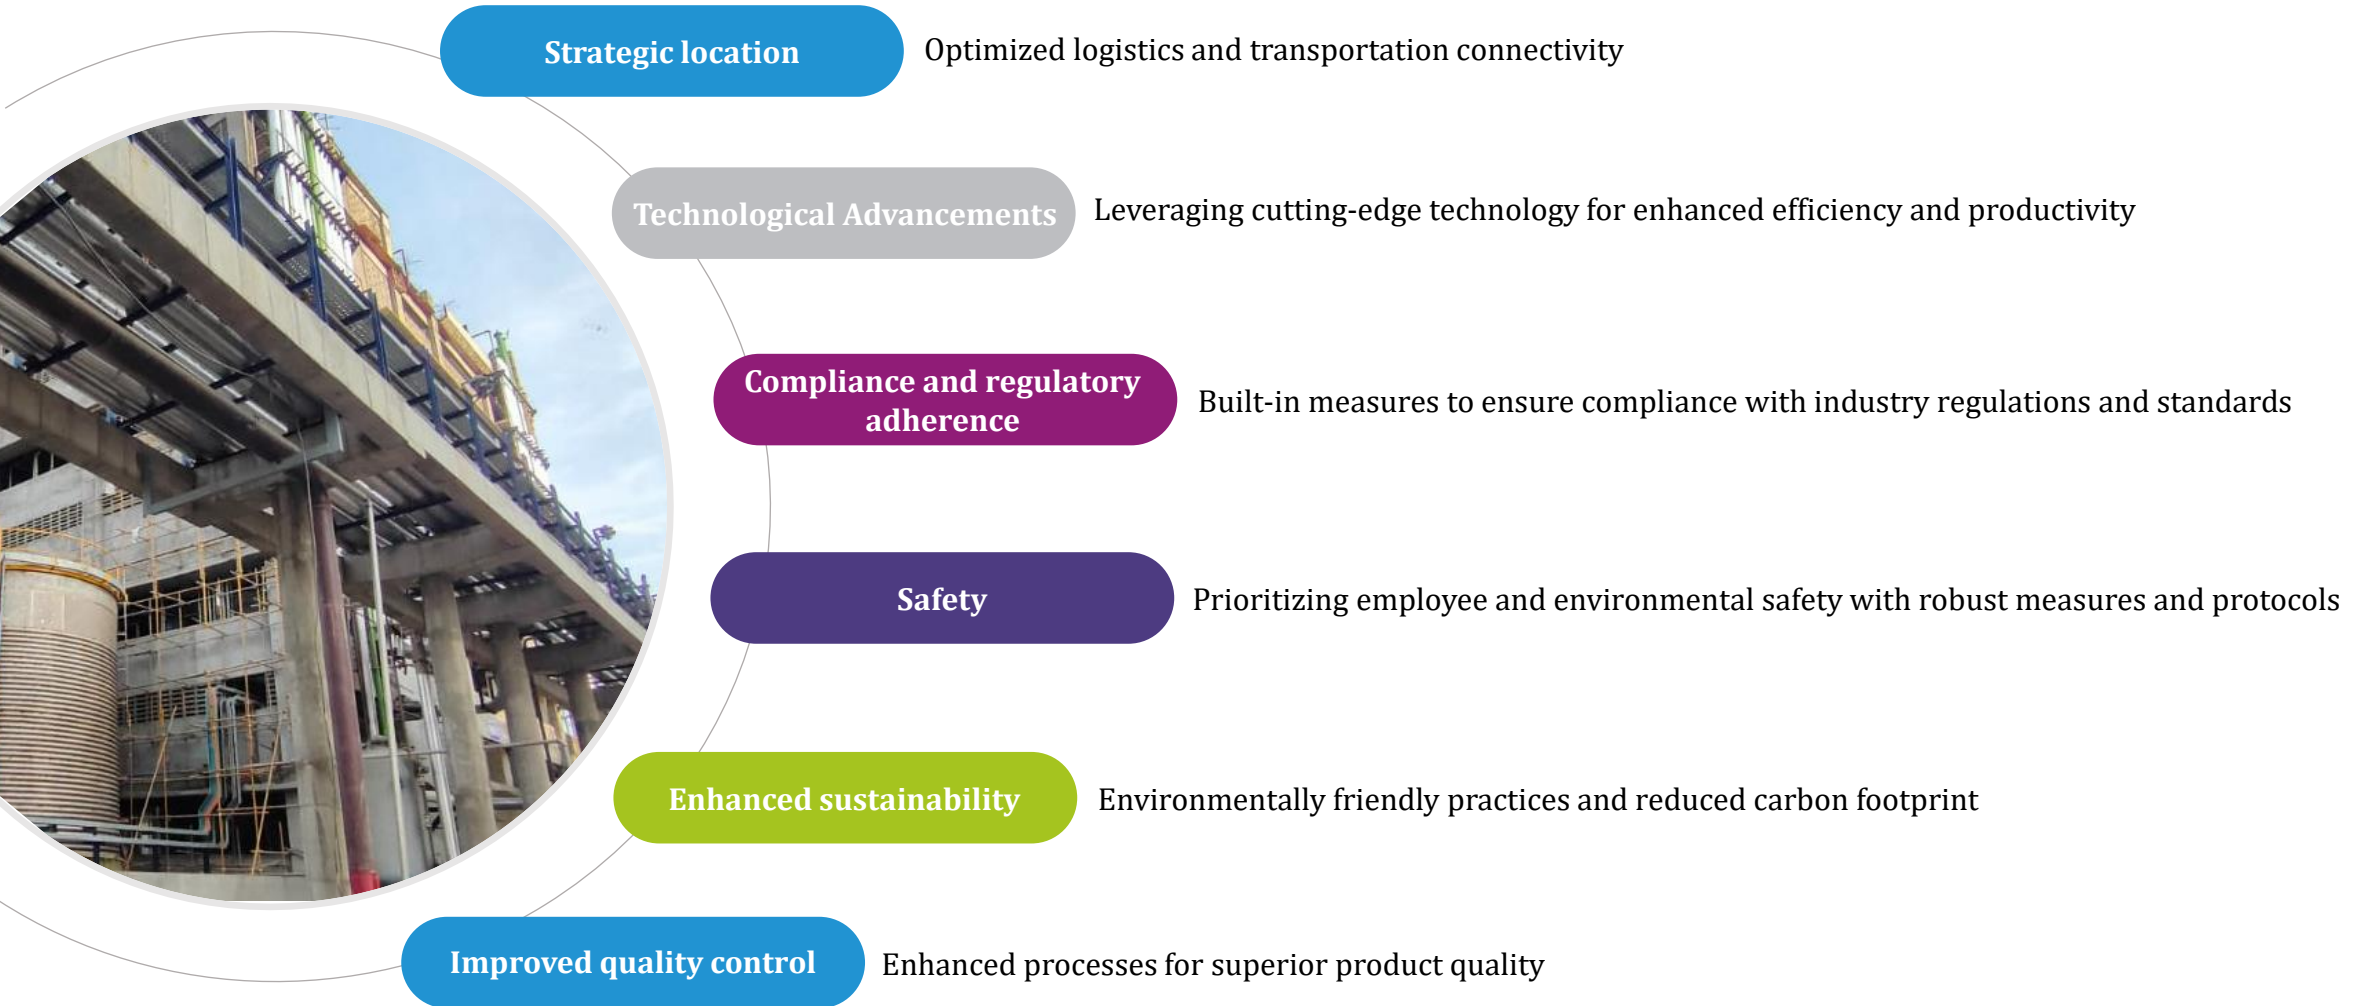 Strategic location
Optimized logistics and transportation connectivity
Technological Advancements
Leveraging cutting-edge technology for enhanced efficiency and productivity
Compliance and regulatory
adherence
Built-in measures to ensure compliance with industry regulations and standards
Safety
Prioritizing employee and environmental safety with robust measures and protocols
Enhanced sustainability
Environmentally friendly practices and reduced carbon footprint
Improved quality control
Enhanced processes for superior product quality